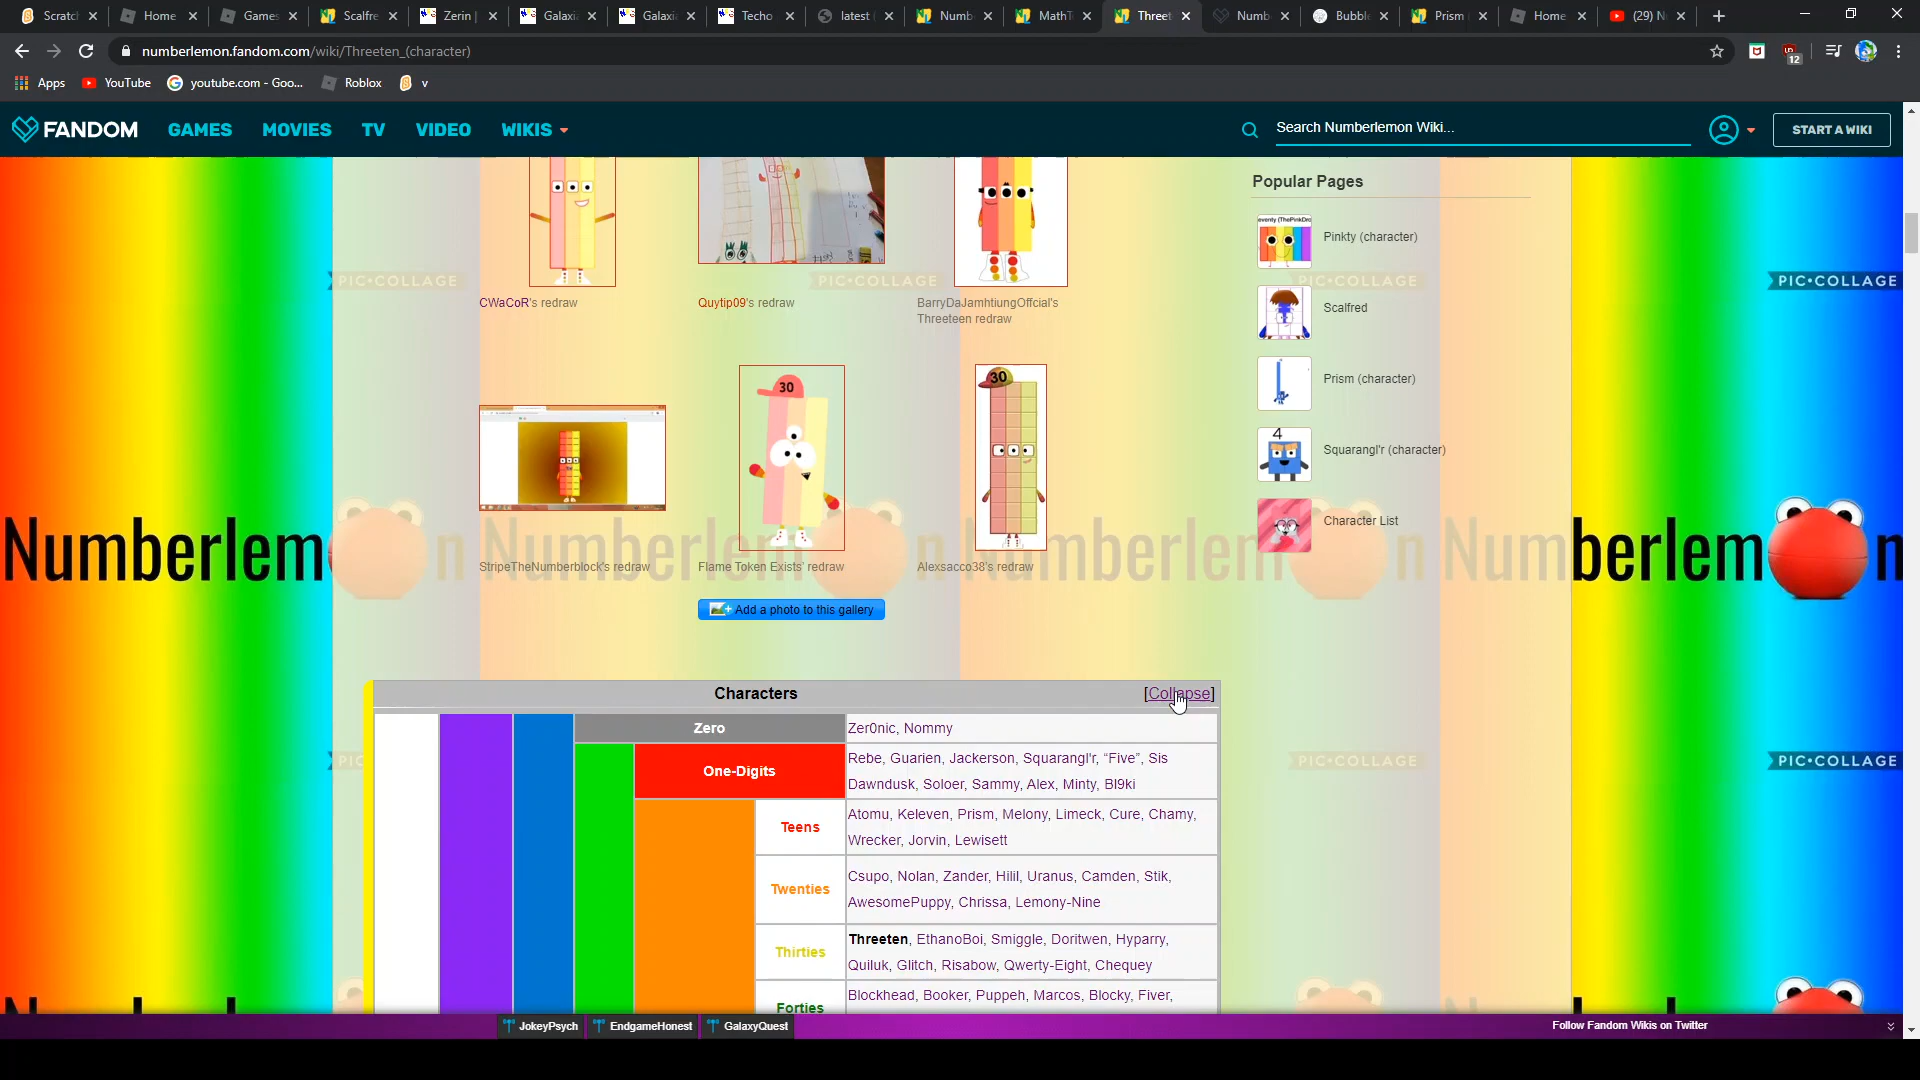 Scratch
Home
Games
Scalfre
Zerin |
Galaxi
Galaxi
Techo
latest (
Numb
MathT
Threet
Numb
Bubbl
Prism
Home
(29) N
numberlemon.fandom.com/wiki/Threeten_(character)
12
Apps
YouTube
youtube.com - Goo...
Roblox
v
FANDOM
GAMES
MOVIES
TV
VIDEO
WIKIS
Search Numberlemon Wiki...
START A WIKI
Popular Pages
Pinkty (character)
Scalfred
Prism (character)
4
Squarangl'r (character)
Character List
PIC•COLLAGE
PIC•COLLAGE
PIC•COLLAGE
PIC•COLLAGE
CWaCoR's redraw
Quytip09's redraw
BarryDaJamhtiungOffcial's
Threeteen redraw
30
30
Numberlem n Numberlem n Numberlem n Numberlem n
StripeTheNumberblock's redraw
Flame Token Exists' redraw
Alexsacco38's redraw
Add a photo to this gallery
Characters
[Collapse]
Zero
Zer0nic, Nommy
One-Digits
Rebe, Guarien, Jackerson, Squarangl'r, “Five”, Sis
Dawndusk, Soloer, Sammy, Alex, Minty, Bl9ki
Teens
Atomu, Keleven, Prism, Melony, Limeck, Cure, Chamy,
Wrecker, Jorvin, Lewisett
Twenties
Csupo, Nolan, Zander, Hilil, Uranus, Camden, Stik,
AwesomePuppy, Chrissa, Lemony-Nine
Thirties
Threeten, EthanoBoi, Smiggle, Doritwen, Hyparry,
Quiluk, Glitch, Risabow, Qwerty-Eight, Chequey
Forties
Blockhead, Booker, Puppeh, Marcos, Blocky, Fiver,
PIC
PIC•COLLAGE
PIC•COLLAGE
JokeyPsych
EndgameHonest
GalaxyQuest
Follow Fandom Wikis on Twitter